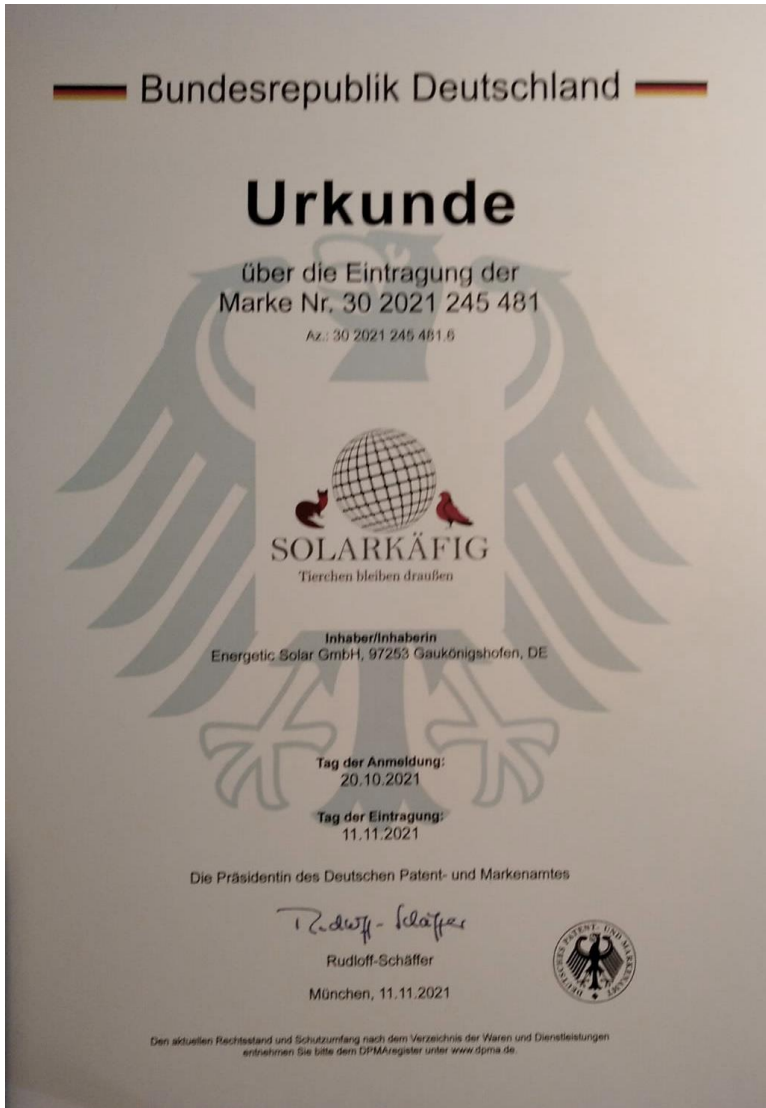 Bundesrepublik Deutschland
Urkunde
über die Eintragung der
Marke Nr. 30 2021 245 481
Az.: 30 2021 245 481.6
SOLARKÄFIG
Tierchen bleiben draußen
Inhaber/Inhaberin
Energetic Solar GmbH, 97253 Gaukönigshofen, DE
Tag der Anmeldung:
20.10.2021
Tag der Eintragung:
11.11.2021
Die Präsidentin des Deutschen Patent- und Markenamtes
Rudloff-Schäffer
Rudloff-Schäffer
DEUTSCHES PATENT- UND MARKENAMT
München, 11.11.2021
Den aktuellen Rechtsstand und Schutzumfang nach dem Verzeichnis der Waren und Dienstleistungen
entnehmen Sie bitte dem DPMAregister unter www.dpma.de.